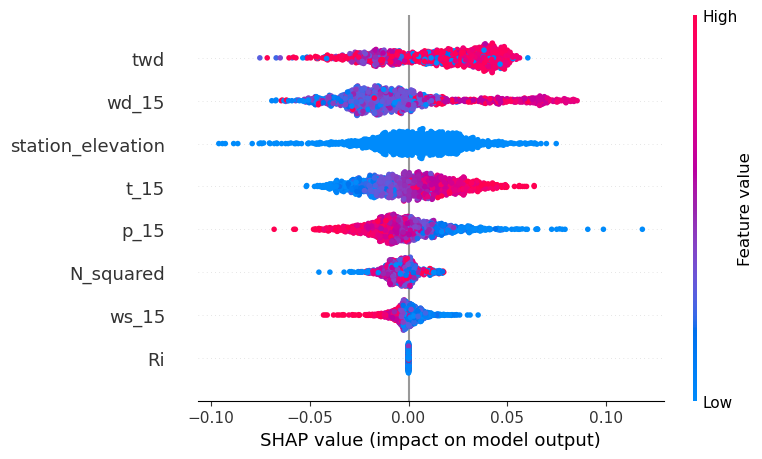 High
twd
wd_15
station_elevation
t_15
p_15
N_squared
ws_15
Ri
Feature value
Low
−0.10 −0.05 0.00 0.05 0.10
SHAP value (impact on model output)